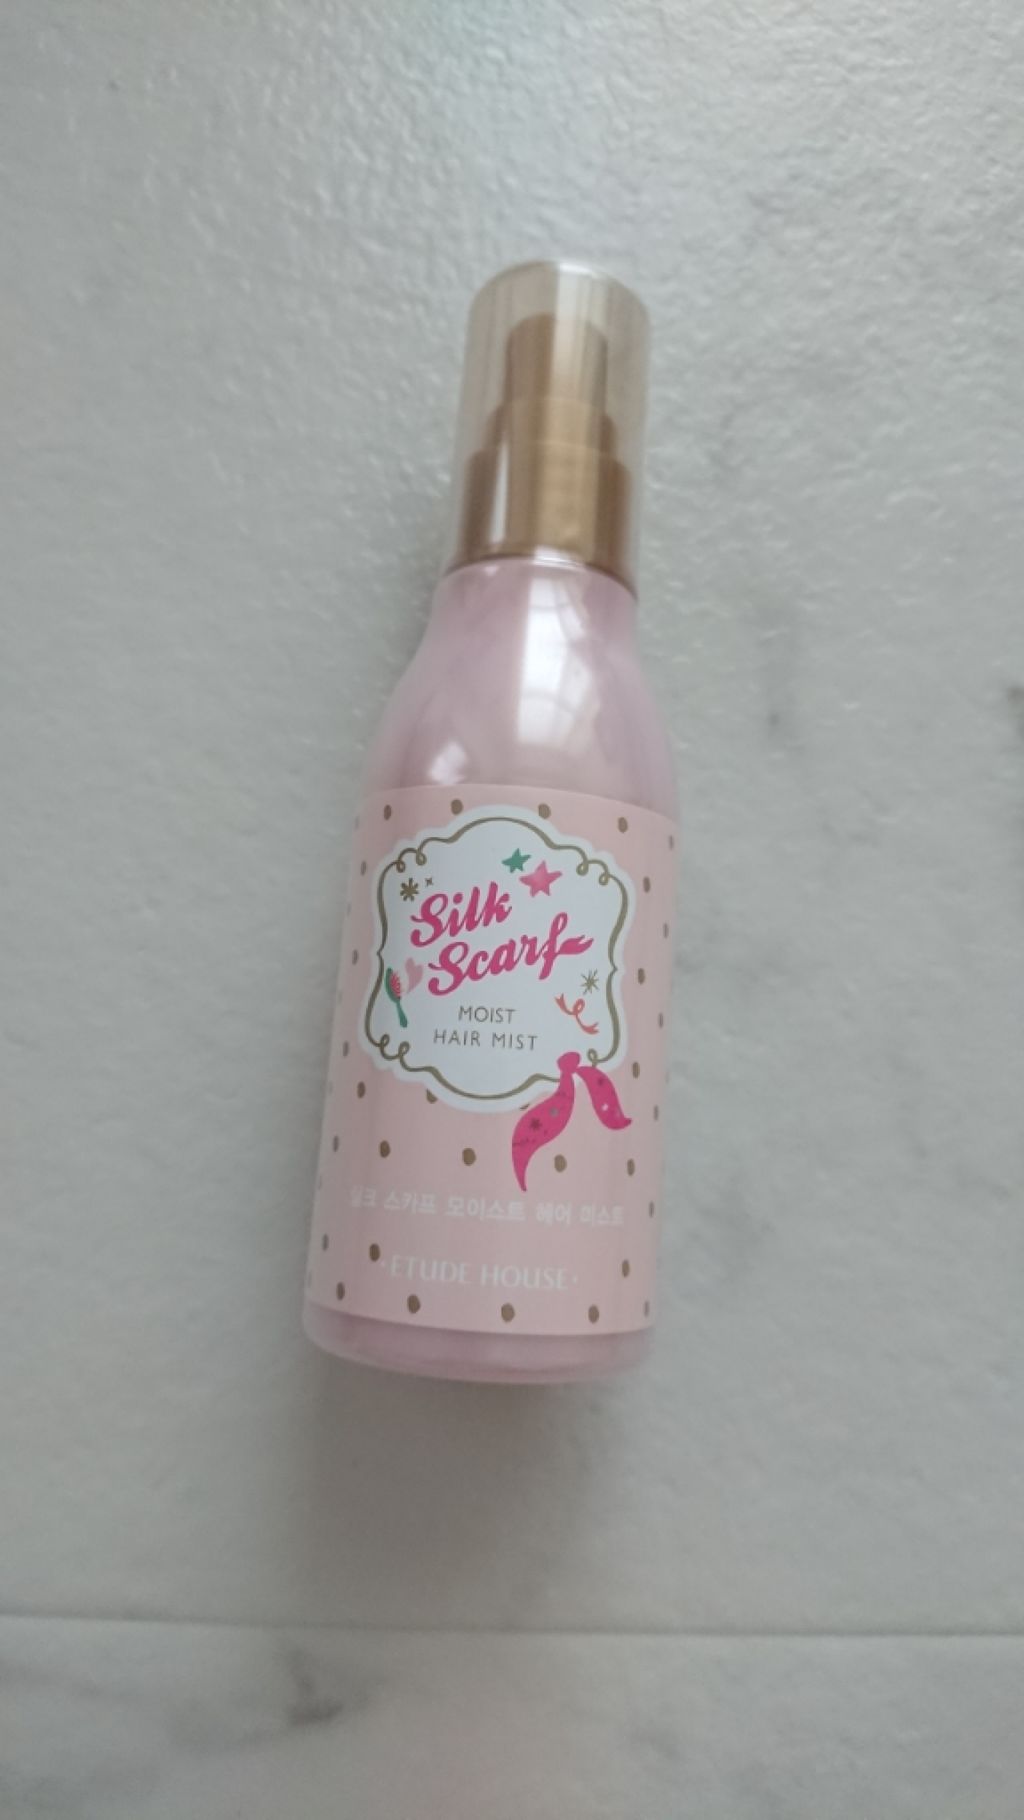 Silk
Scarf
MOIST
HAIR MIST
실크 스카프 모이스트 헤어 미스트
·ETUDE HOUSE·